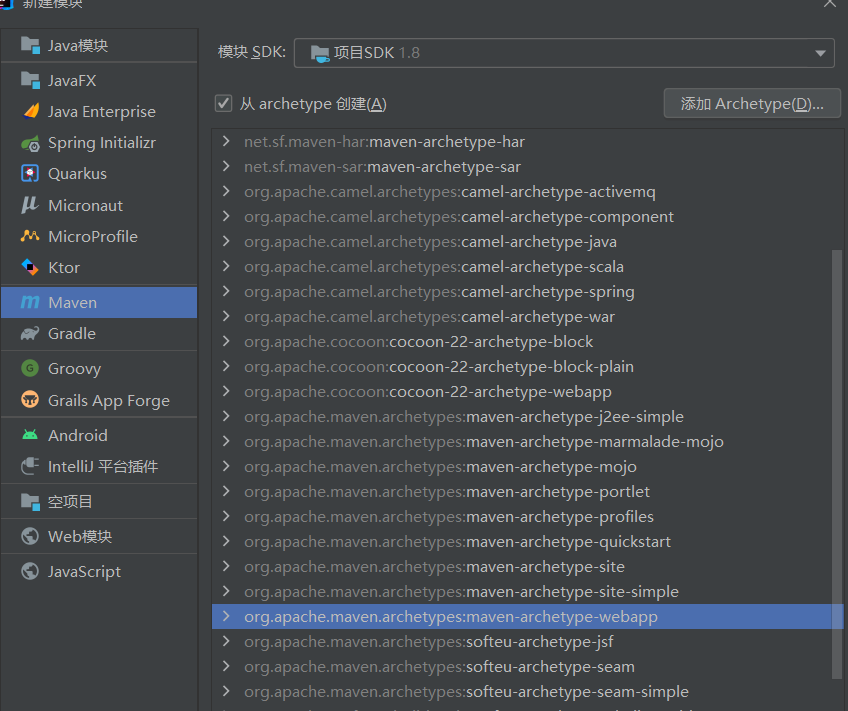 新建模块
Java模块
JavaFX
Java Enterprise
Spring Initializr
Quarkus
Micronaut
MicroProfile
Ktor
Maven
Gradle
Groovy
Grails App Forge
Android
IntelliJ 平台插件
空项目
Web模块
JavaScript
模块 SDK: 项目SDK 1.8
从 archetype 创建(A) 添加 Archetype(D)...
net.sf.maven-har:maven-archetype-har
net.sf.maven-sar:maven-archetype-sar
org.apache.camel.archetypes:camel-archetype-activemq
org.apache.camel.archetypes:camel-archetype-component
org.apache.camel.archetypes:camel-archetype-java
org.apache.camel.archetypes:camel-archetype-scala
org.apache.camel.archetypes:camel-archetype-spring
org.apache.camel.archetypes:camel-archetype-war
org.apache.cocoon:cocoon-22-archetype-block
org.apache.cocoon:cocoon-22-archetype-block-plain
org.apache.cocoon:cocoon-22-archetype-webapp
org.apache.maven.archetypes:maven-archetype-j2ee-simple
org.apache.maven.archetypes:maven-archetype-marmalade-mojo
org.apache.maven.archetypes:maven-archetype-mojo
org.apache.maven.archetypes:maven-archetype-portlet
org.apache.maven.archetypes:maven-archetype-profiles
org.apache.maven.archetypes:maven-archetype-quickstart
org.apache.maven.archetypes:maven-archetype-site
org.apache.maven.archetypes:maven-archetype-site-simple
org.apache.maven.archetypes:maven-archetype-webapp
org.apache.maven.archetypes:softeu-archetype-jsf
org.apache.maven.archetypes:softeu-archetype-seam
org.apache.maven.archetypes:softeu-archetype-seam-simple